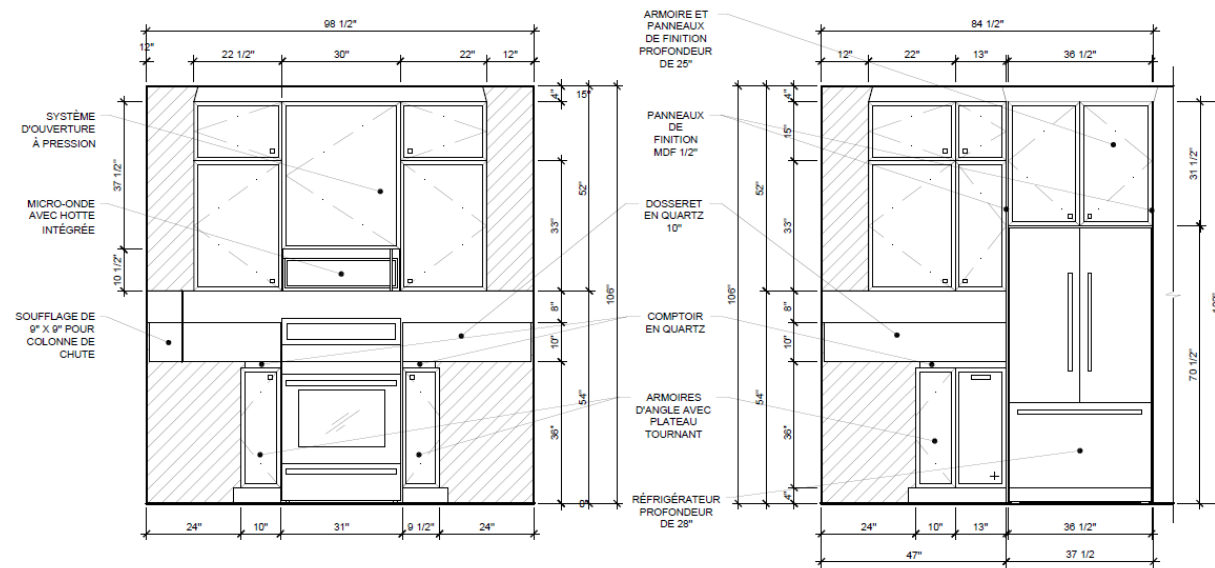 98 1/2"
12"
22 1/2"
30"
22"
12"
4"
15"
SYSTÈME
D'OUVERTURE
À PRESSION
37 1/2"
MICRO-ONDE
AVEC HOTTE
INTÉGRÉE
10 1/2"
SOUFFLAGE DE
9" X 9" POUR
COLONNE DE
CHUTE
52"
33"
106"
8"
10"
54"
36"
0"
24"
10"
31"
9 1/2"
24"
ARMOIRE ET
PANNEAUX
DE FINITION
PROFONDEUR
DE 25"
PANNEAUX
DE
FINITION
MDF 1/2"
DOSSERET
EN QUARTZ
10"
COMPTOIR
EN QUARTZ
ARMOIRES
D'ANGLE AVEC
PLATEAU
TOURNANT
RÉFRIGÉRATEUR
PROFONDEUR
DE 28"
84 1/2"
12"
22"
13"
36 1/2"
4"
15"
52"
33"
106"
8"
10"
54"
36"
4"
31 1/2"
70 1/2"
24"
10"
13"
36 1/2"
47"
37 1/2